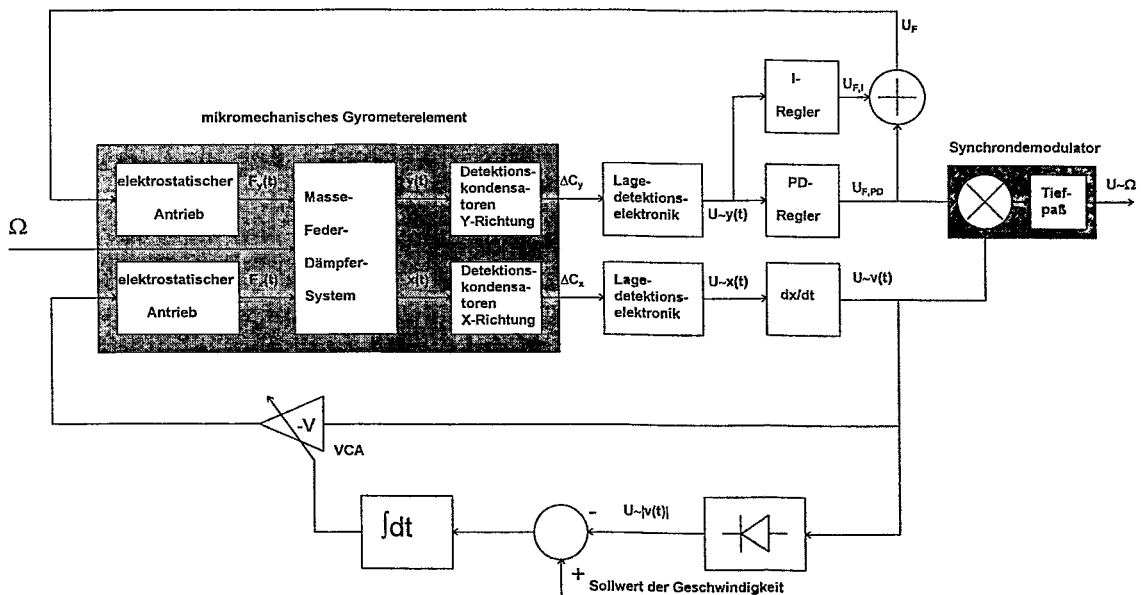 U_F
I-
Regler
U_F,I
mikromechanisches Gyrometerelement
Synchrondemodulator
elektrostatischer
Antrieb
F_y(t)
Masse-
Feder-
Dämpfer-
System
Y(t)
Detektions-
kondensa-
toren
Y-Richtung
ΔC_y
Lage-
detektions-
elektronik
U~y(t)
PD-
Regler
U_F,PD
Tief-
paß
U~Ω
Ω
elektrostatischer
Antrieb
F_x(t)
x(t)
Detektions-
kondensa-
toren
X-Richtung
ΔC_x
Lage-
detektions-
elektronik
U~x(t)
dx/dt
U~v(t)
-V
VCA
∫dt
-
U~|v(t)|
+
Sollwert der Geschwindigkeit